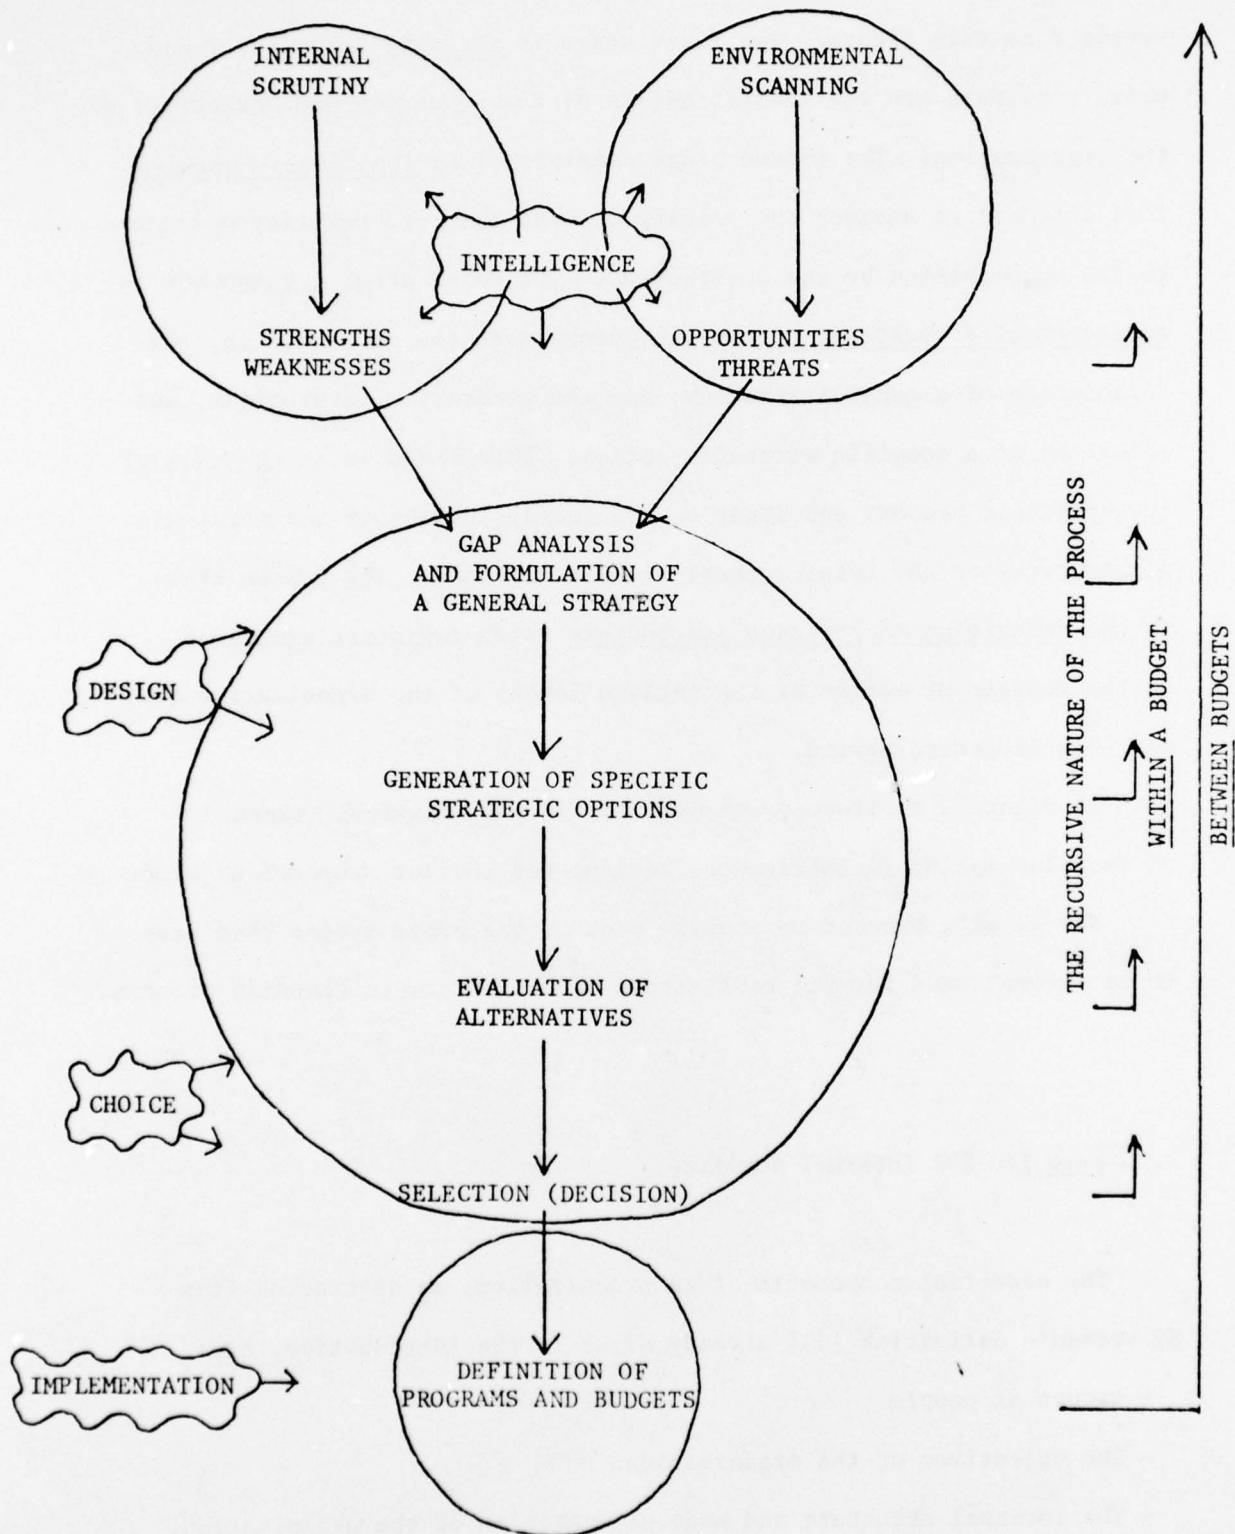 INTERNAL
SCRUTINY
ENVIRONMENTAL
SCANNING
INTELLIGENCE
STRENGTHS
WEAKNESSES
OPPORTUNITIES
THREATS
GAP ANALYSIS
AND FORMULATION OF
A GENERAL STRATEGY
DESIGN
GENERATION OF SPECIFIC
STRATEGIC OPTIONS
EVALUATION OF
ALTERNATIVES
CHOICE
SELECTION (DECISION)
IMPLEMENTATION
DEFINITION OF
PROGRAMS AND BUDGETS
THE RECURSIVE NATURE OF THE PROCESS
WITHIN A BUDGET
BETWEEN BUDGETS